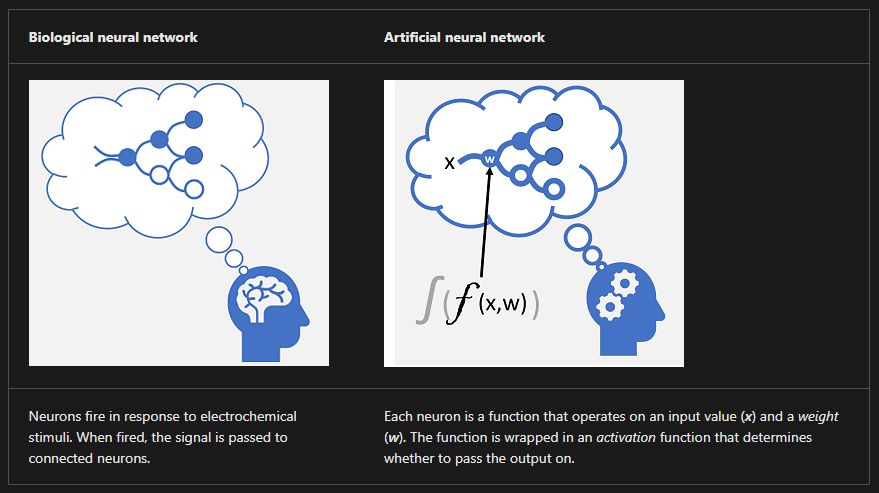 Biological neural network
Artificial neural network
x
w
∫(f(x,w))
Neurons fire in response to electrochemical
stimuli. When fired, the signal is passed to
connected neurons.
Each neuron is a function that operates on an input value (x) and a weight
(w). The function is wrapped in an activation function that determines
whether to pass the output on.